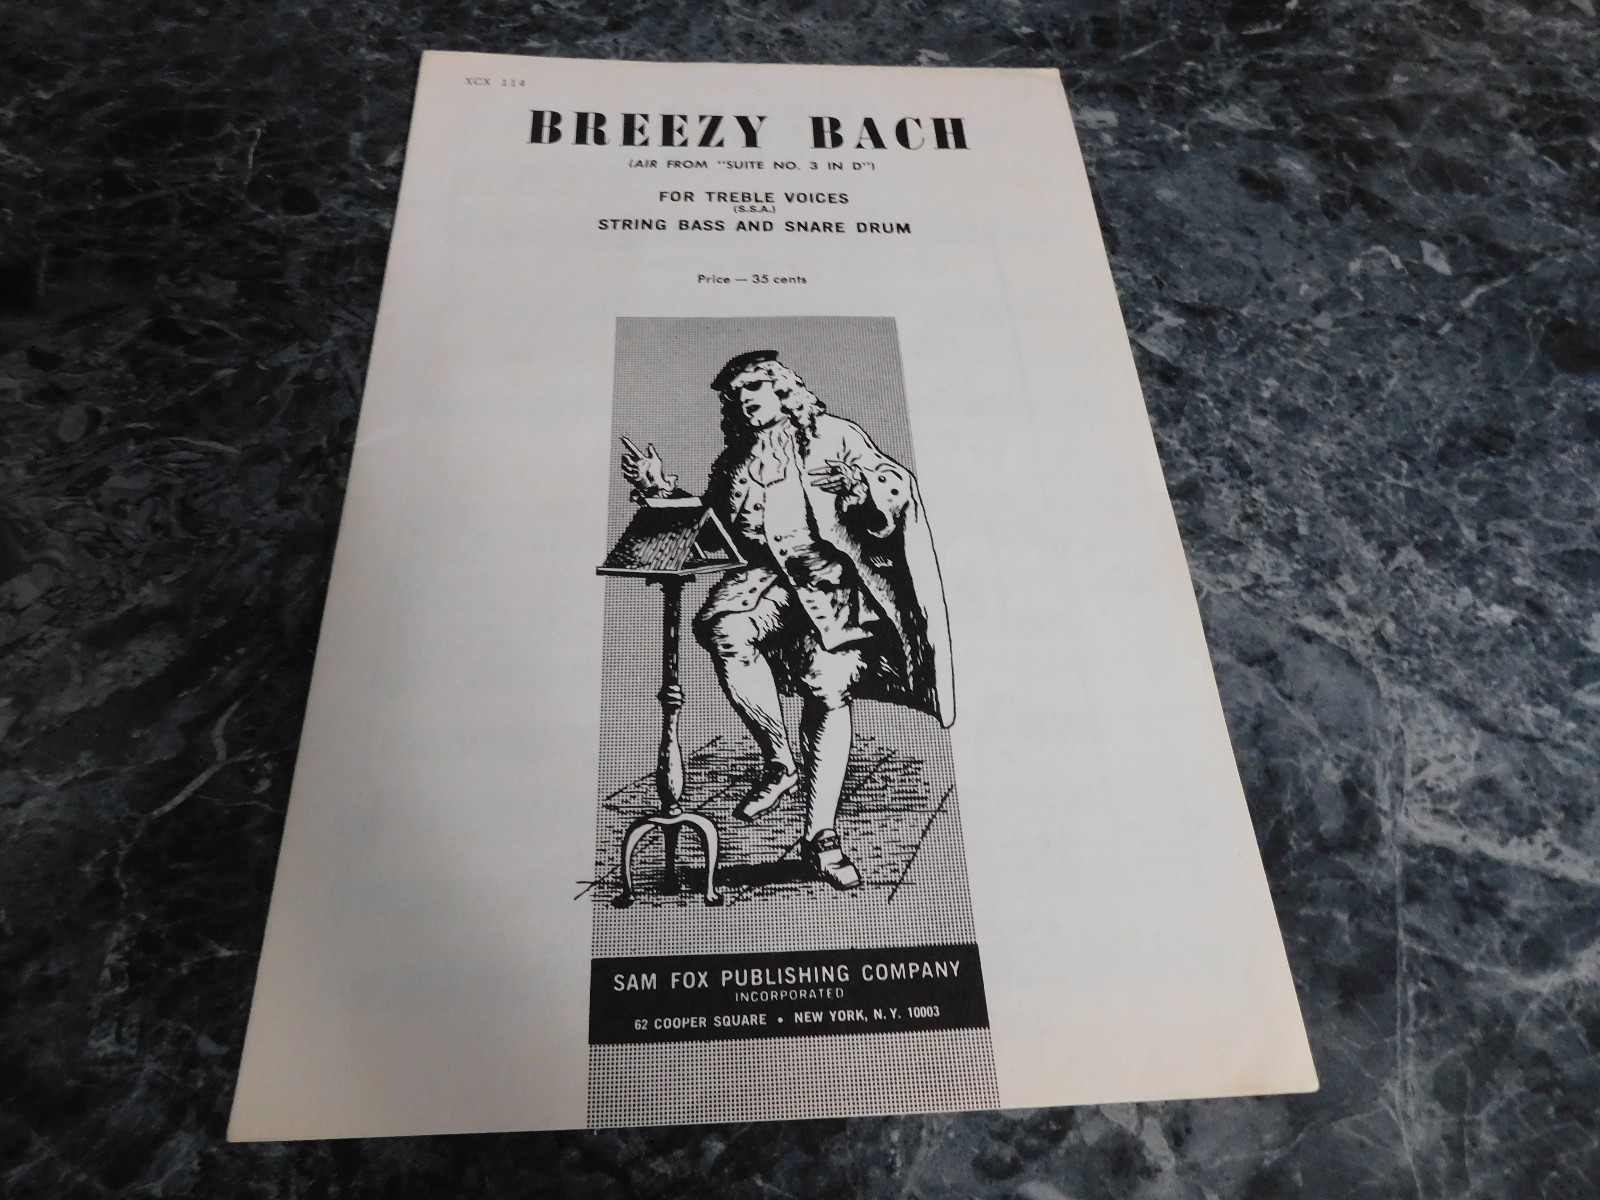 XCX 114
BREEZY BACH
(AIR FROM "SUITE NO. 3 IN D")
FOR TREBLE VOICES
(S.S.A.)
STRING BASS AND SNARE DRUM
Price — 35 cents
SAM FOX PUBLISHING COMPANY
INCORPORATED
62 COOPER SQUARE • NEW YORK, N. Y. 10003